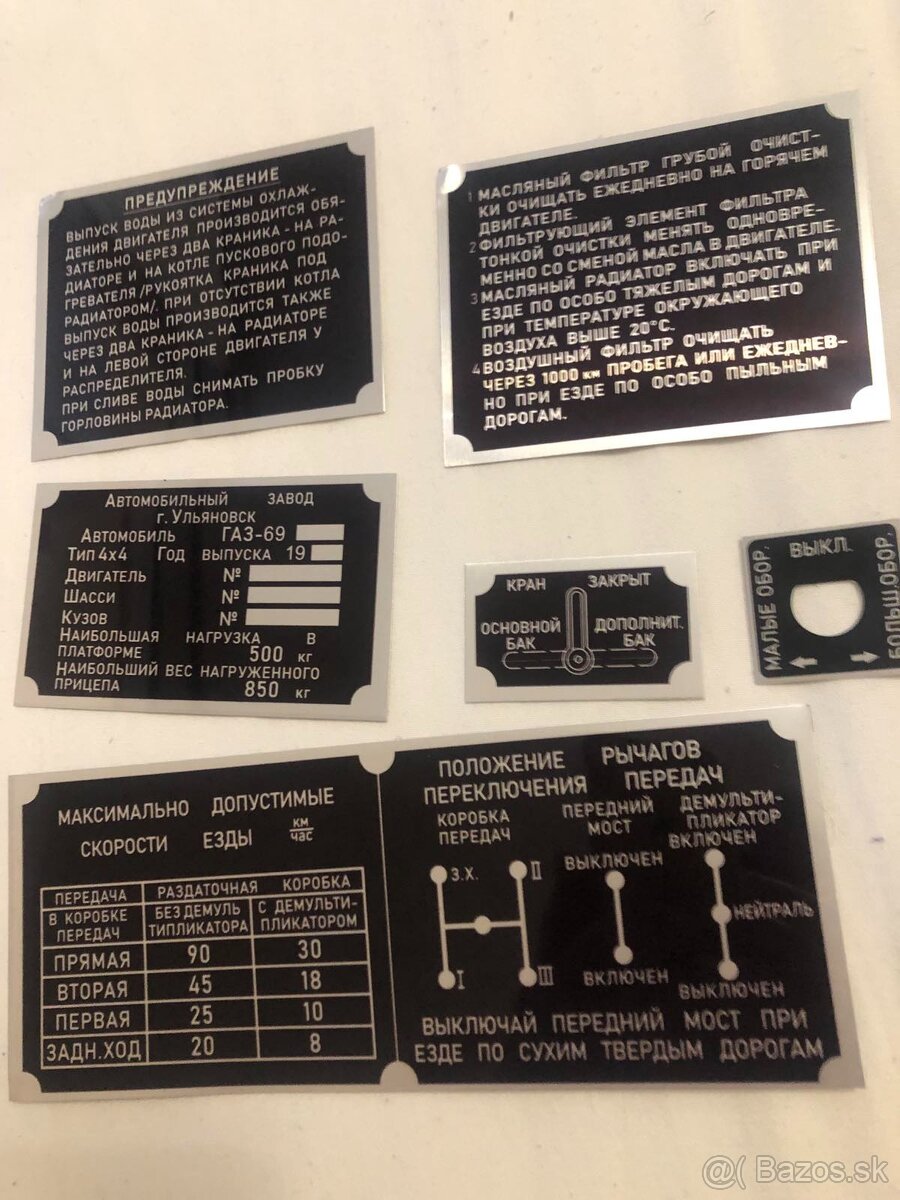 ПРЕДУПРЕЖДЕНИЕ
ВЫПУСК ВОДЫ ИЗ СИСТЕМЫ ОХЛАЖ-
ДЕНИЯ ДВИГАТЕЛЯ ПРОИЗВОДИТСЯ ОБЯ-
ЗАТЕЛЬНО ЧЕРЕЗ ДВА КРАНИКА - НА РА-
ДИАТОРЕ И НА КОТЛЕ ПУСКОВОГО ПОДО-
ГРЕВАТЕЛЯ /РУКОЯТКА КРАНИКА ПОД
РАДИАТОРОМ/. ПРИ ОТСУТСТВИИ КОТЛА
ВЫПУСК ВОДЫ ПРОИЗВОДИТСЯ ТАКЖЕ
ЧЕРЕЗ ДВА КРАНИКА - НА РАДИАТОРЕ
И НА ЛЕВОЙ СТОРОНЕ ДВИГАТЕЛЯ У
РАСПРЕДЕЛИТЕЛЯ.
ПРИ СЛИВЕ ВОДЫ СНИМАТЬ ПРОБКУ
ГОРЛОВИНЫ РАДИАТОРА.
1 МАСЛЯНЫЙ ФИЛЬТР ГРУБОЙ ОЧИСТ-
КИ ОЧИЩАТЬ ЕЖЕДНЕВНО НА ГОРЯЧЕМ
ДВИГАТЕЛЕ.
2 ФИЛЬТРУЮЩИЙ ЭЛЕМЕНТ ФИЛЬТРА
ТОНКОЙ ОЧИСТКИ МЕНЯТЬ ОДНОВРЕ-
МЕННО СО СМЕНОЙ МАСЛА В ДВИГАТЕЛЕ.
3 МАСЛЯНЫЙ РАДИАТОР ВКЛЮЧАТЬ ПРИ
ЕЗДЕ ПО ОСОБО ТЯЖЕЛЫМ ДОРОГАМ И
ПРИ ТЕМПЕРАТУРЕ ОКРУЖАЮЩЕГО
ВОЗДУХА ВЫШЕ 20°С.
4 ВОЗДУШНЫЙ ФИЛЬТР ОЧИЩАТЬ
ЧЕРЕЗ 1000 км ПРОБЕГА ИЛИ ЕЖЕДНЕВ-
НО ПРИ ЕЗДЕ ПО ОСОБО ПЫЛЬНЫМ
ДОРОГАМ.
Автомобильный завод
г. Ульяновск
Автомобиль ГАЗ-69
Тип 4х4 Год выпуска 19
Двигатель №
Шасси №
Кузов №
Наибольшая нагрузка в
платформе 500 кг
Наибольший вес нагруженного
прицепа 850 кг
КРАН ЗАКРЫТ
ОСНОВНОЙ БАК
ДОПОЛНИТ. БАК
МАЛЫЕ ОБОР.
ВЫКЛ.
БОЛЬШ.ОБОР.
МАКСИМАЛЬНО ДОПУСТИМЫЕ
СКОРОСТИ ЕЗДЫ км/час
ПЕРЕДАЧА РАЗДАТОЧНАЯ КОРОБКА
В КОРОБКЕ ПЕРЕДАЧ БЕЗ ДЕМУЛЬ ТИПЛИКАТОРА С ДЕМУЛЬТИ- ПЛИКАТОРОМ
ПРЯМАЯ 90 30
ВТОРАЯ 45 18
ПЕРВАЯ 25 10
ЗАДН.ХОД 20 8
ПОЛОЖЕНИЕ РЫЧАГОВ
ПЕРЕКЛЮЧЕНИЯ ПЕРЕДАЧ
КОРОБКА ПЕРЕДАЧ
З.Х. II
I III
ПЕРЕДНИЙ МОСТ
ВЫКЛЮЧЕН
ВКЛЮЧЕН
ДЕМУЛЬТИ-
ПЛИКАТОР
ВКЛЮЧЕН
НЕЙТРАЛЬ
ВЫКЛЮЧЕН
ВЫКЛЮЧАЙ ПЕРЕДНИЙ МОСТ ПРИ
ЕЗДЕ ПО СУХИМ ТВЕРДЫМ ДОРОГАМ
@( Bazos.sk